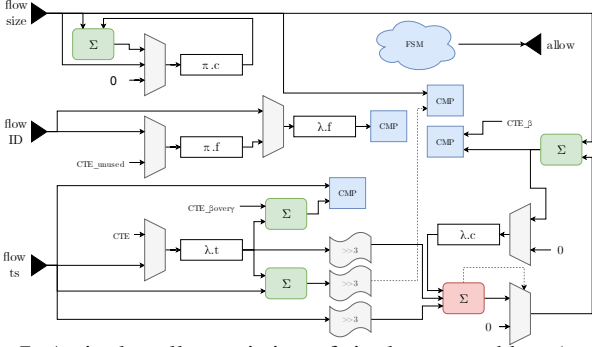 flow
size
Σ
0
π.c
FSM
allow
CMP
flow
ID
CTE_unused
π.f
λ.f
CMP
CMP
CTE_β
Σ
CMP
CTE_βoverγ
Σ
flow
ts
CTE
λ.t
>>3
λ.c
0
Σ
>>3
Σ
>>3
0